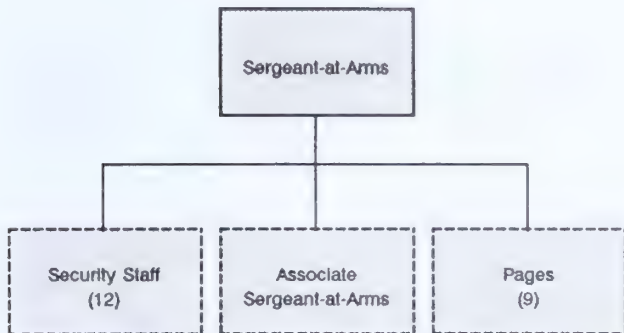 Sergeant-at-Arms
Security Staff
(12)
Associate
Sergeant-at-Arms
Pages
(9)